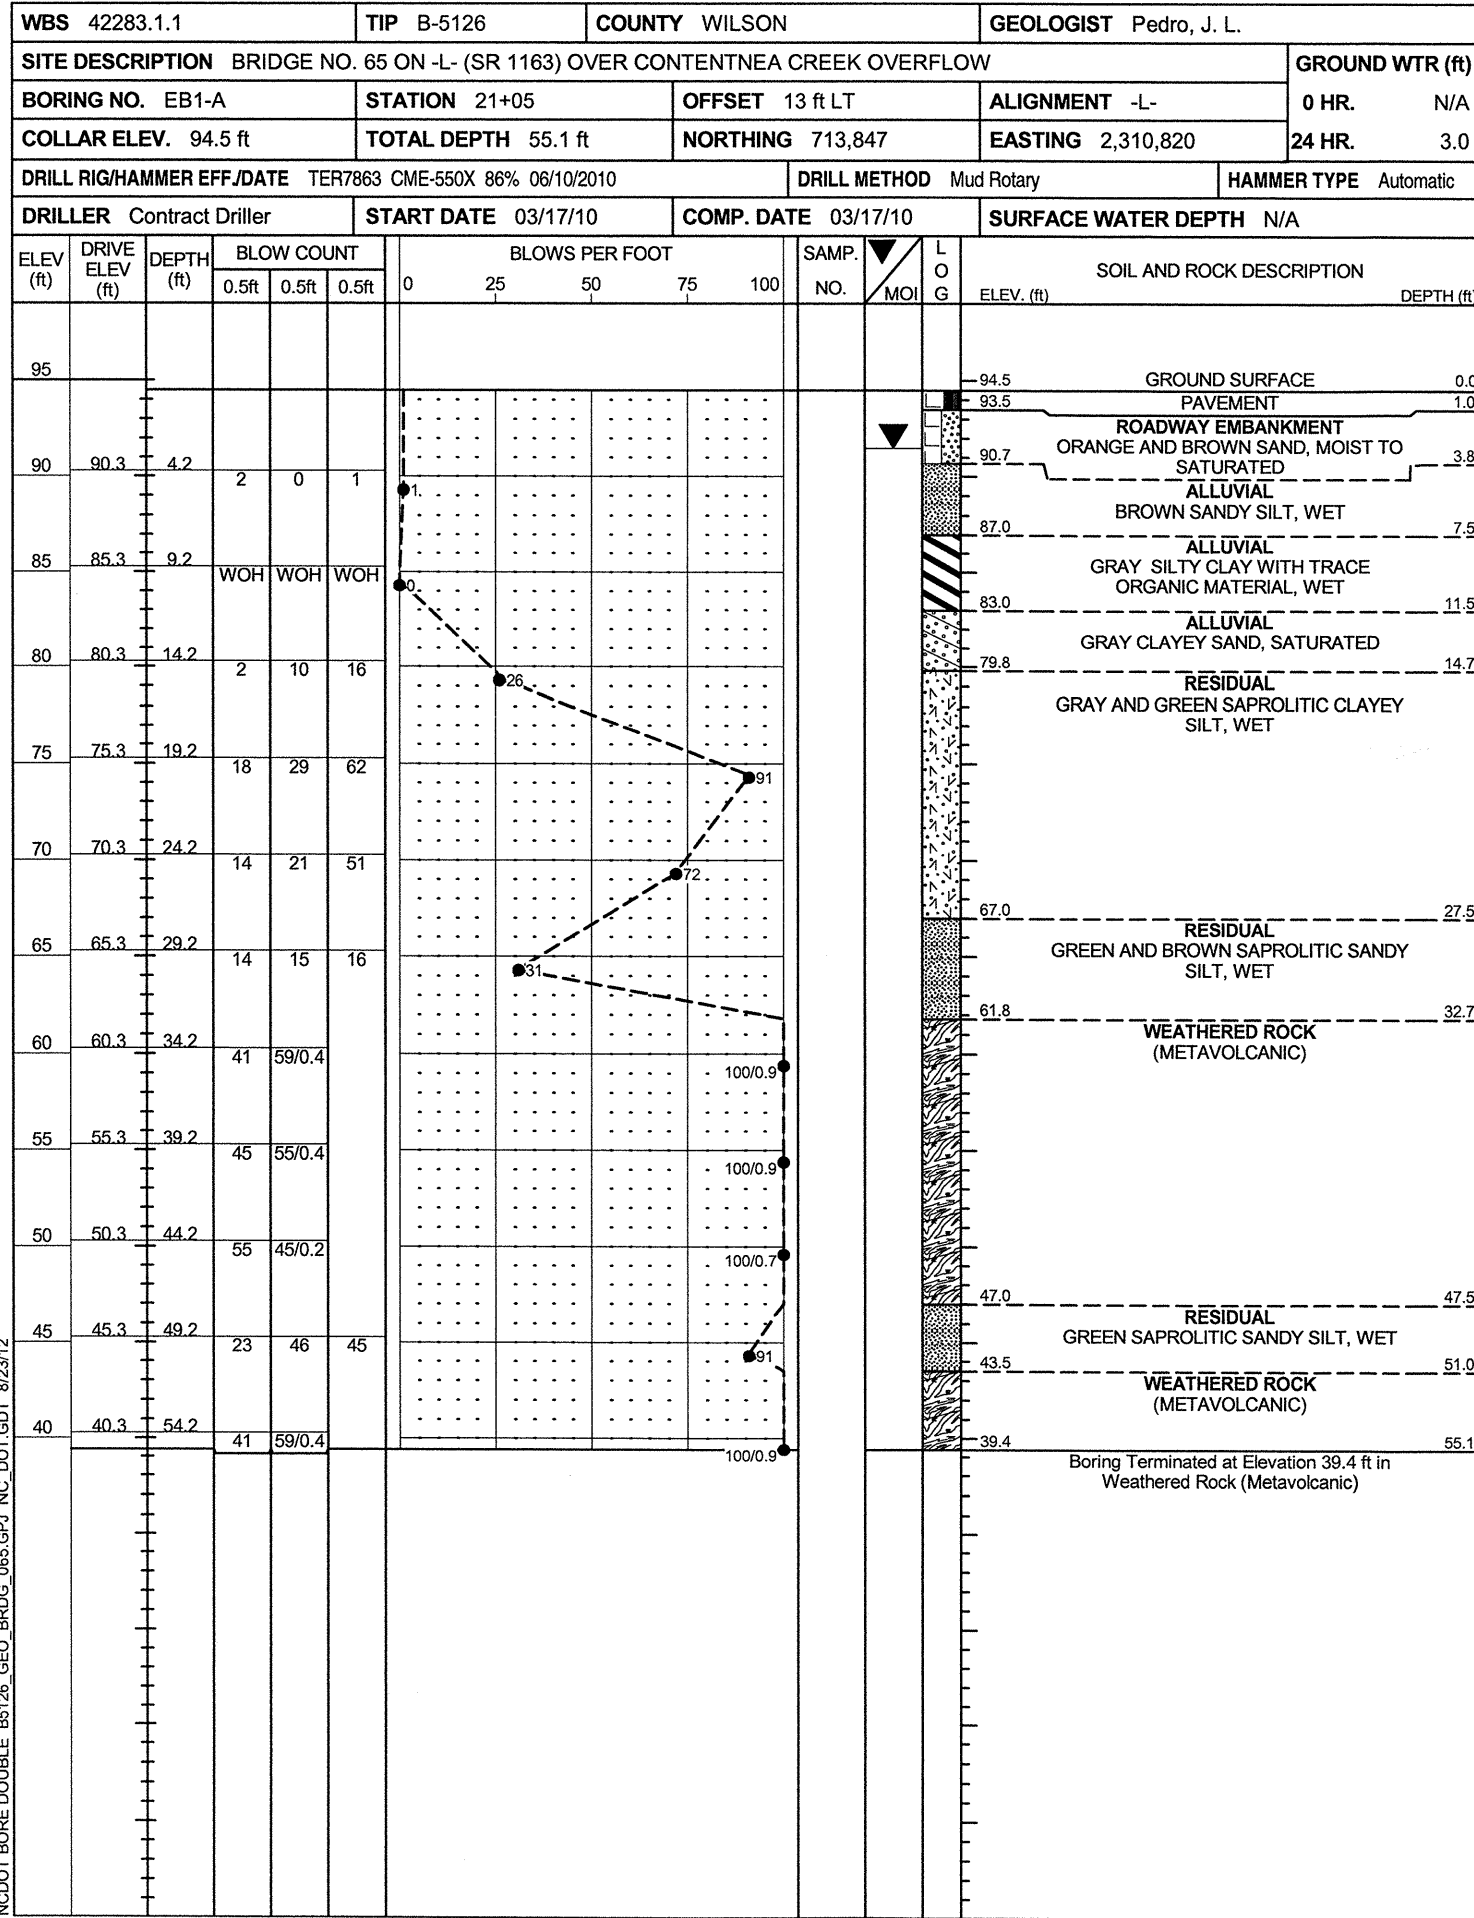 WBS 42283.1.1 TIP B-5126 COUNTY WILSON GEOLOGIST Pedro, J. L.
SITE DESCRIPTION BRIDGE NO. 65 ON -L- (SR 1163) OVER CONTENTNEA CREEK OVERFLOW GROUND WTR (ft)
BORING NO. EB1-A STATION 21+05 OFFSET 13 ft LT ALIGNMENT -L- 0 HR. N/A
COLLAR ELEV. 94.5 ft TOTAL DEPTH 55.1 ft NORTHING 713,847 EASTING 2,310,820 24 HR. 3.0
DRILL RIG/HAMMER EFF./DATE TER7863 CME-550X 86% 06/10/2010 DRILL METHOD Mud Rotary HAMMER TYPE Automatic
DRILLER Contract Driller START DATE 03/17/10 COMP. DATE 03/17/10 SURFACE WATER DEPTH N/A
ELEV (ft) DRIVE ELEV (ft) DEPTH (ft) BLOW COUNT BLOWS PER FOOT SAMP. NO. MOI LOG SOIL AND ROCK DESCRIPTION
0.5ft 0.5ft 0.5ft 0 25 50 75 100 ELEV. (ft) DEPTH (ft)
95
94.5 GROUND SURFACE 0.0
93.5 PAVEMENT 1.0
ROADWAY EMBANKMENT
ORANGE AND BROWN SAND, MOIST TO
90.7 SATURATED 3.8
90 90.3 4.2 2 0 1 1
ALLUVIAL
BROWN SANDY SILT, WET
87.0 7.5
ALLUVIAL
GRAY SILTY CLAY WITH TRACE
ORGANIC MATERIAL, WET
85 85.3 9.2 WOH WOH WOH 0
83.0 11.5
ALLUVIAL
GRAY CLAYEY SAND, SATURATED
80 80.3 14.2 2 10 16 26
79.8 14.7
RESIDUAL
GRAY AND GREEN SAPROLITIC CLAYEY
SILT, WET
75 75.3 19.2 18 29 62 91
70 70.3 24.2 14 21 51 72
67.0 27.5
RESIDUAL
GREEN AND BROWN SAPROLITIC SANDY
SILT, WET
65 65.3 29.2 14 15 16 31
61.8 32.7
WEATHERED ROCK
(METAVOLCANIC)
60 60.3 34.2 41 59/0.4 100/0.9
55 55.3 39.2 45 55/0.4 100/0.9
50 50.3 44.2 55 45/0.2 100/0.7
47.0 47.5
RESIDUAL
GREEN SAPROLITIC SANDY SILT, WET
45 45.3 49.2 23 46 45 91
43.5 51.0
WEATHERED ROCK
(METAVOLCANIC)
40 40.3 54.2 41 59/0.4 100/0.9
39.4 55.1
Boring Terminated at Elevation 39.4 ft in
Weathered Rock (Metavolcanic)
NCDOT BORE DOUBLE B5126_GEO_BRDG_065.GPJ NC_DOT.GDT 8/23/12